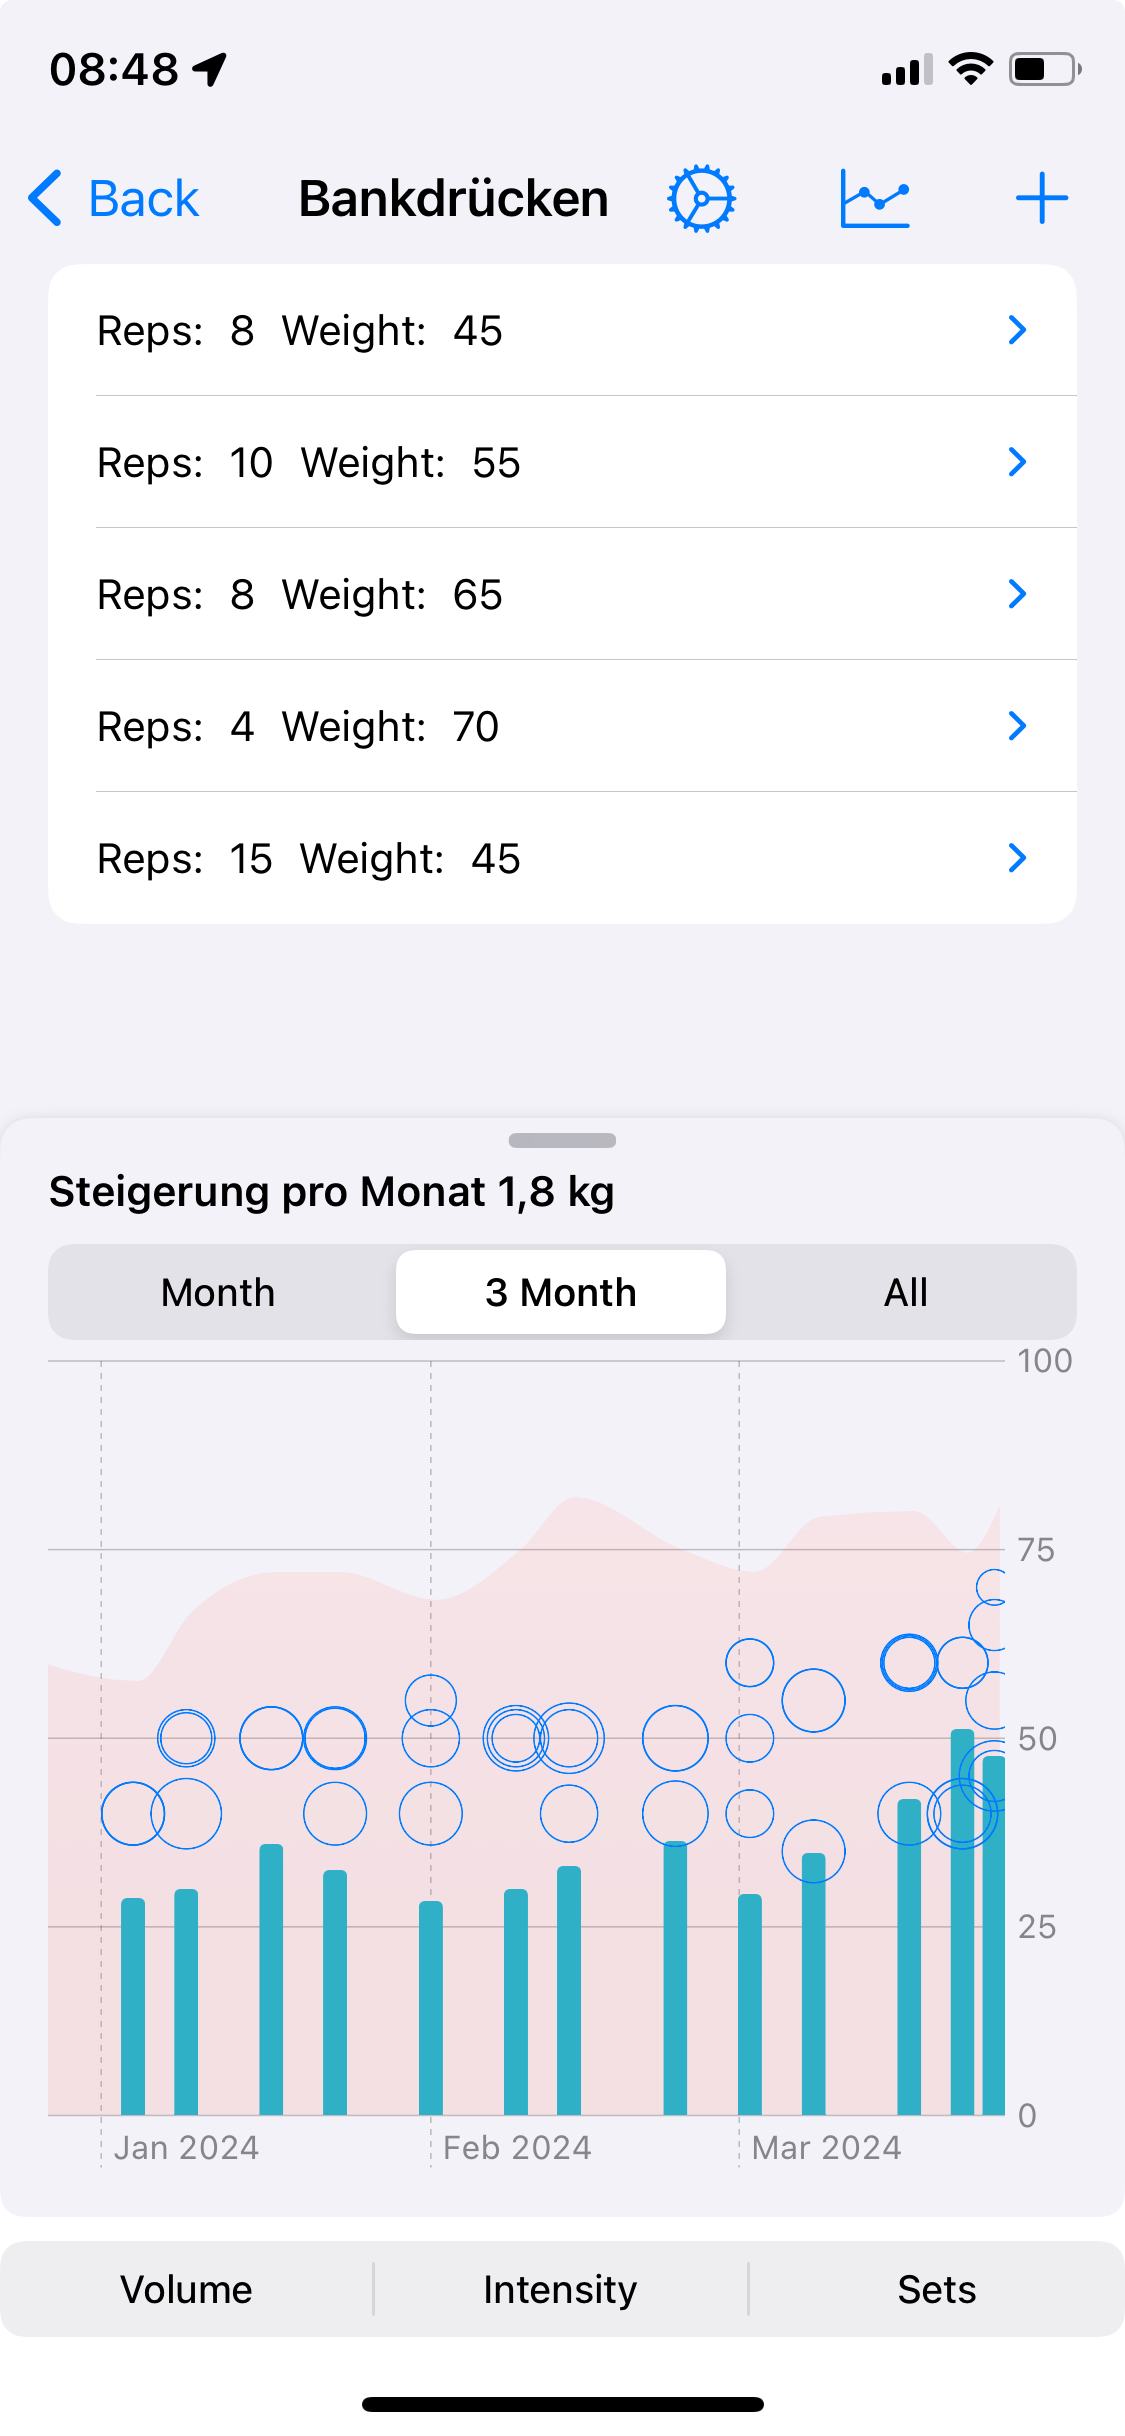 08:48
Back Bankdrücken
Reps: 8 Weight: 45
Reps: 10 Weight: 55
Reps: 8 Weight: 65
Reps: 4 Weight: 70
Reps: 15 Weight: 45
Steigerung pro Monat 1,8 kg
Month 3 Month All
100
75
50
25
0
Jan 2024 Feb 2024 Mar 2024
Volume Intensity Sets